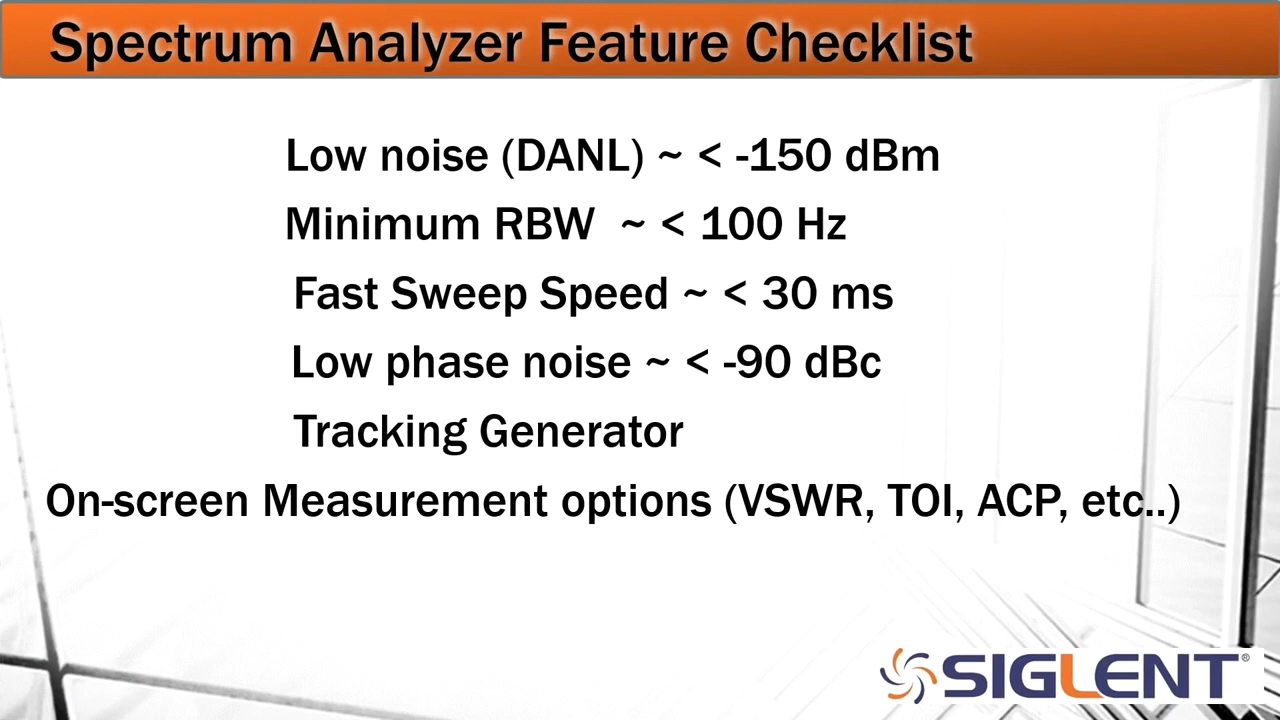 Spectrum Analyzer Feature Checklist
Low noise (DANL) ~ < -150 dBm
Minimum RBW ~ < 100 Hz
Fast Sweep Speed ~ < 30 ms
Low phase noise ~ < -90 dBc
Tracking Generator
On-screen Measurement options (VSWR, TOI, ACP, etc..)
SIGLENT®